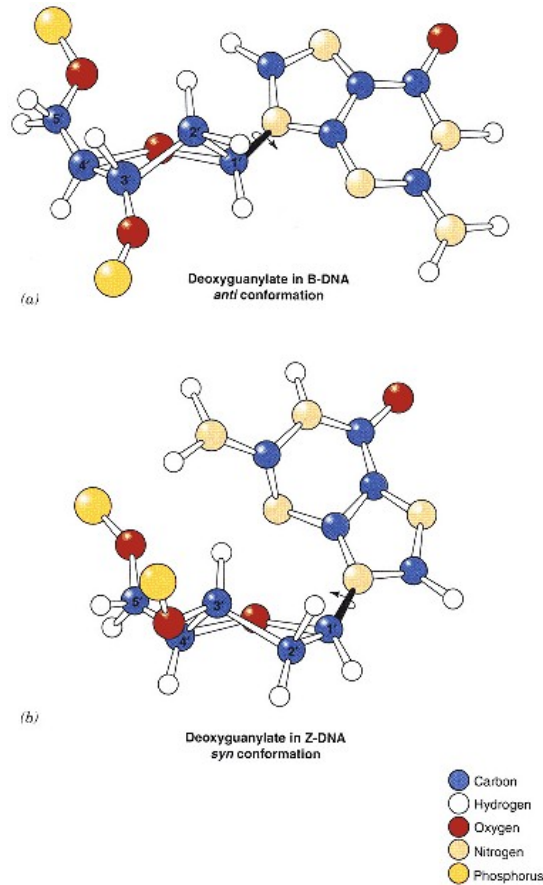 5'
2'
4'
3'
1'
Deoxyguanylate in B-DNA
anti conformation
(a)
5'
3'
4'
2'
1'
(b)
Deoxyguanylate in Z-DNA
syn conformation
Carbon
Hydrogen
Oxygen
Nitrogen
Phosphorus